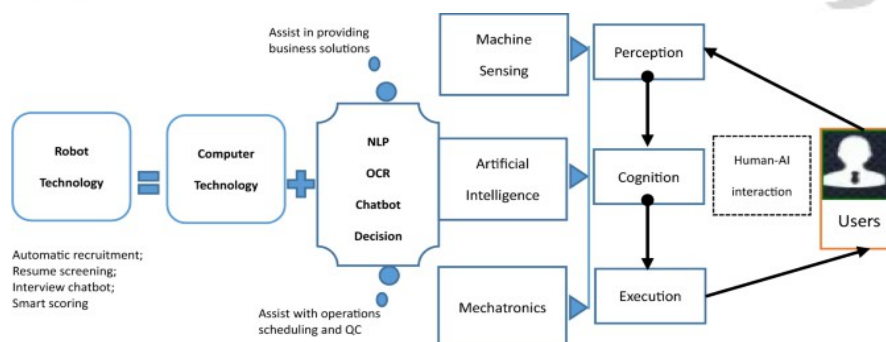 Assist in providing
business solutions
Robot
Technology
Computer
Technology
NLP
OCR
Chatbot
Decision
Automatic recruitment;
Resume screening;
Interview chatbot;
Smart scoring
Assist with operations
scheduling and QC
Machine
Sensing
Artificial
Intelligence
Mechatronics
Perception
Cognition
Execution
Human-AI
interaction
Users